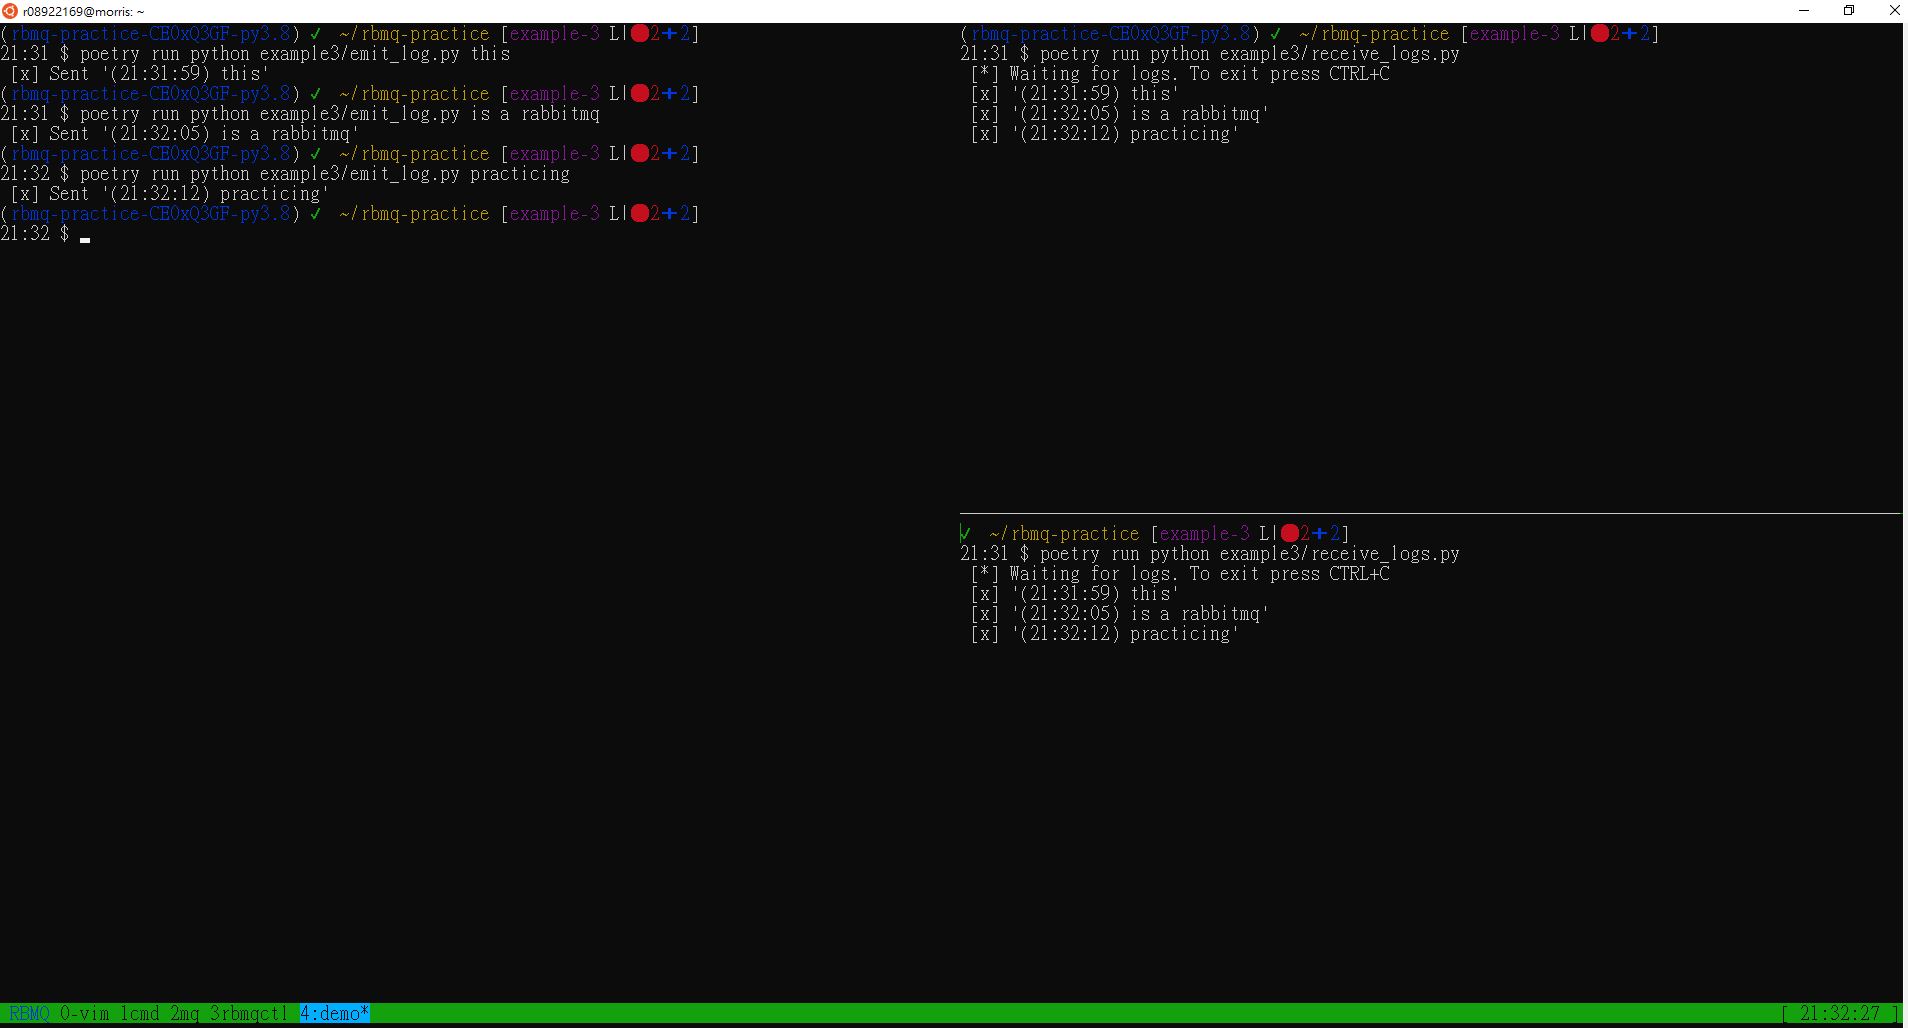 r08922169@morris: ~
(rbmq-practice-CE0xQ3GF-py3.8) ✓ ~/rbmq-practice [example-3 L|●2✚2]
21:31 $ poetry run python example3/emit_log.py this
[x] Sent '(21:31:59) this'
(rbmq-practice-CE0xQ3GF-py3.8) ✓ ~/rbmq-practice [example-3 L|●2✚2]
21:31 $ poetry run python example3/emit_log.py is a rabbitmq
[x] Sent '(21:32:05) is a rabbitmq'
(rbmq-practice-CE0xQ3GF-py3.8) ✓ ~/rbmq-practice [example-3 L|●2✚2]
21:32 $ poetry run python example3/emit_log.py practicing
[x] Sent '(21:32:12) practicing'
(rbmq-practice-CE0xQ3GF-py3.8) ✓ ~/rbmq-practice [example-3 L|●2✚2]
21:32 $
(rbmq-practice-CE0xQ3GF-py3.8) ✓ ~/rbmq-practice [example-3 L|●2✚2]
21:31 $ poetry run python example3/receive_logs.py
[*] Waiting for logs. To exit press CTRL+C
[x] '(21:31:59) this'
[x] '(21:32:05) is a rabbitmq'
[x] '(21:32:12) practicing'
✓ ~/rbmq-practice [example-3 L|●2✚2]
21:31 $ poetry run python example3/receive_logs.py
[*] Waiting for logs. To exit press CTRL+C
[x] '(21:31:59) this'
[x] '(21:32:05) is a rabbitmq'
[x] '(21:32:12) practicing'
RBMQ 0-vim 1cmd 2mq 3rbmqctl 4:demo* [ 21:32:27 ]